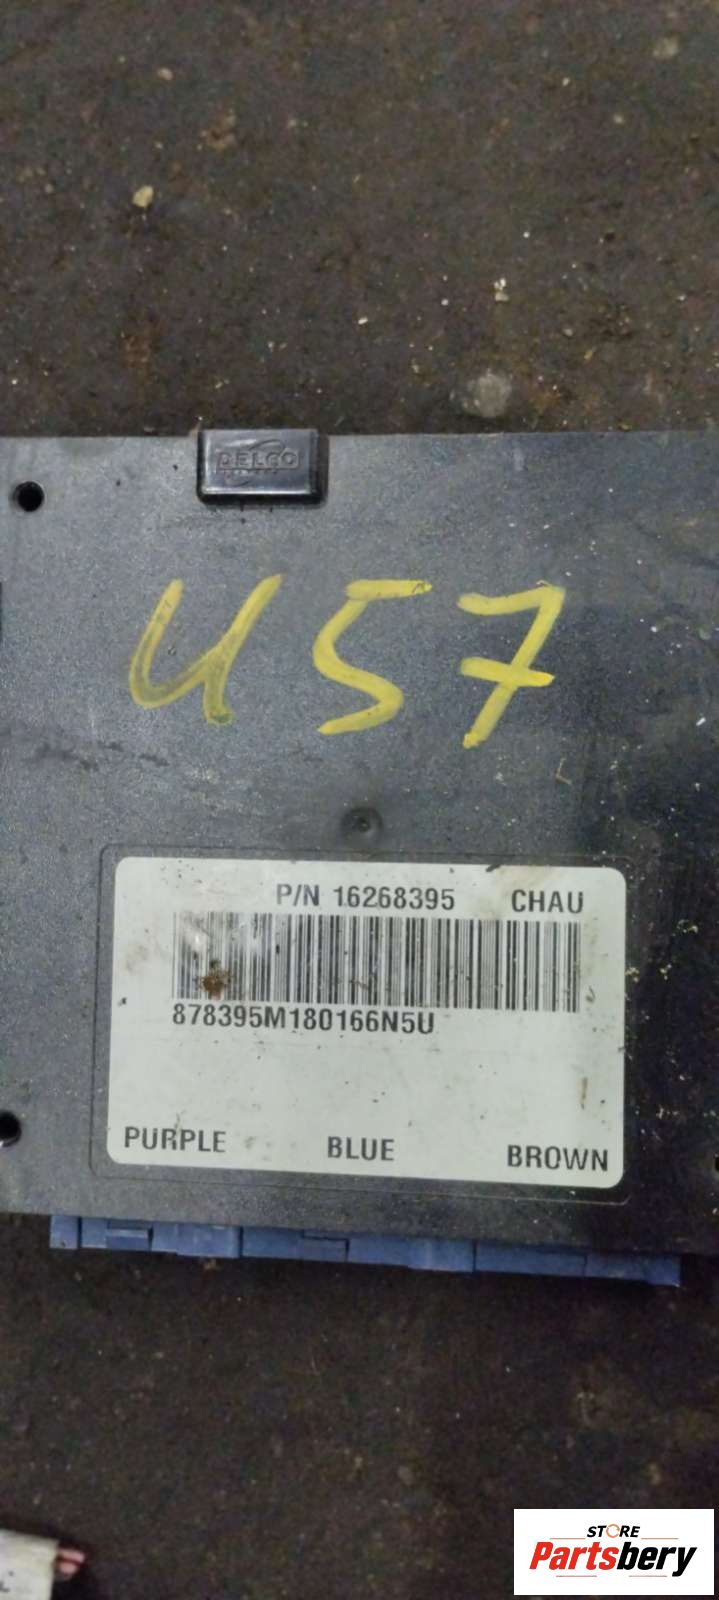 DELCO
U57
P/N 16268395 CHAU
878395M180166N5U
PURPLE BLUE BROWN
STORE
Partsbery